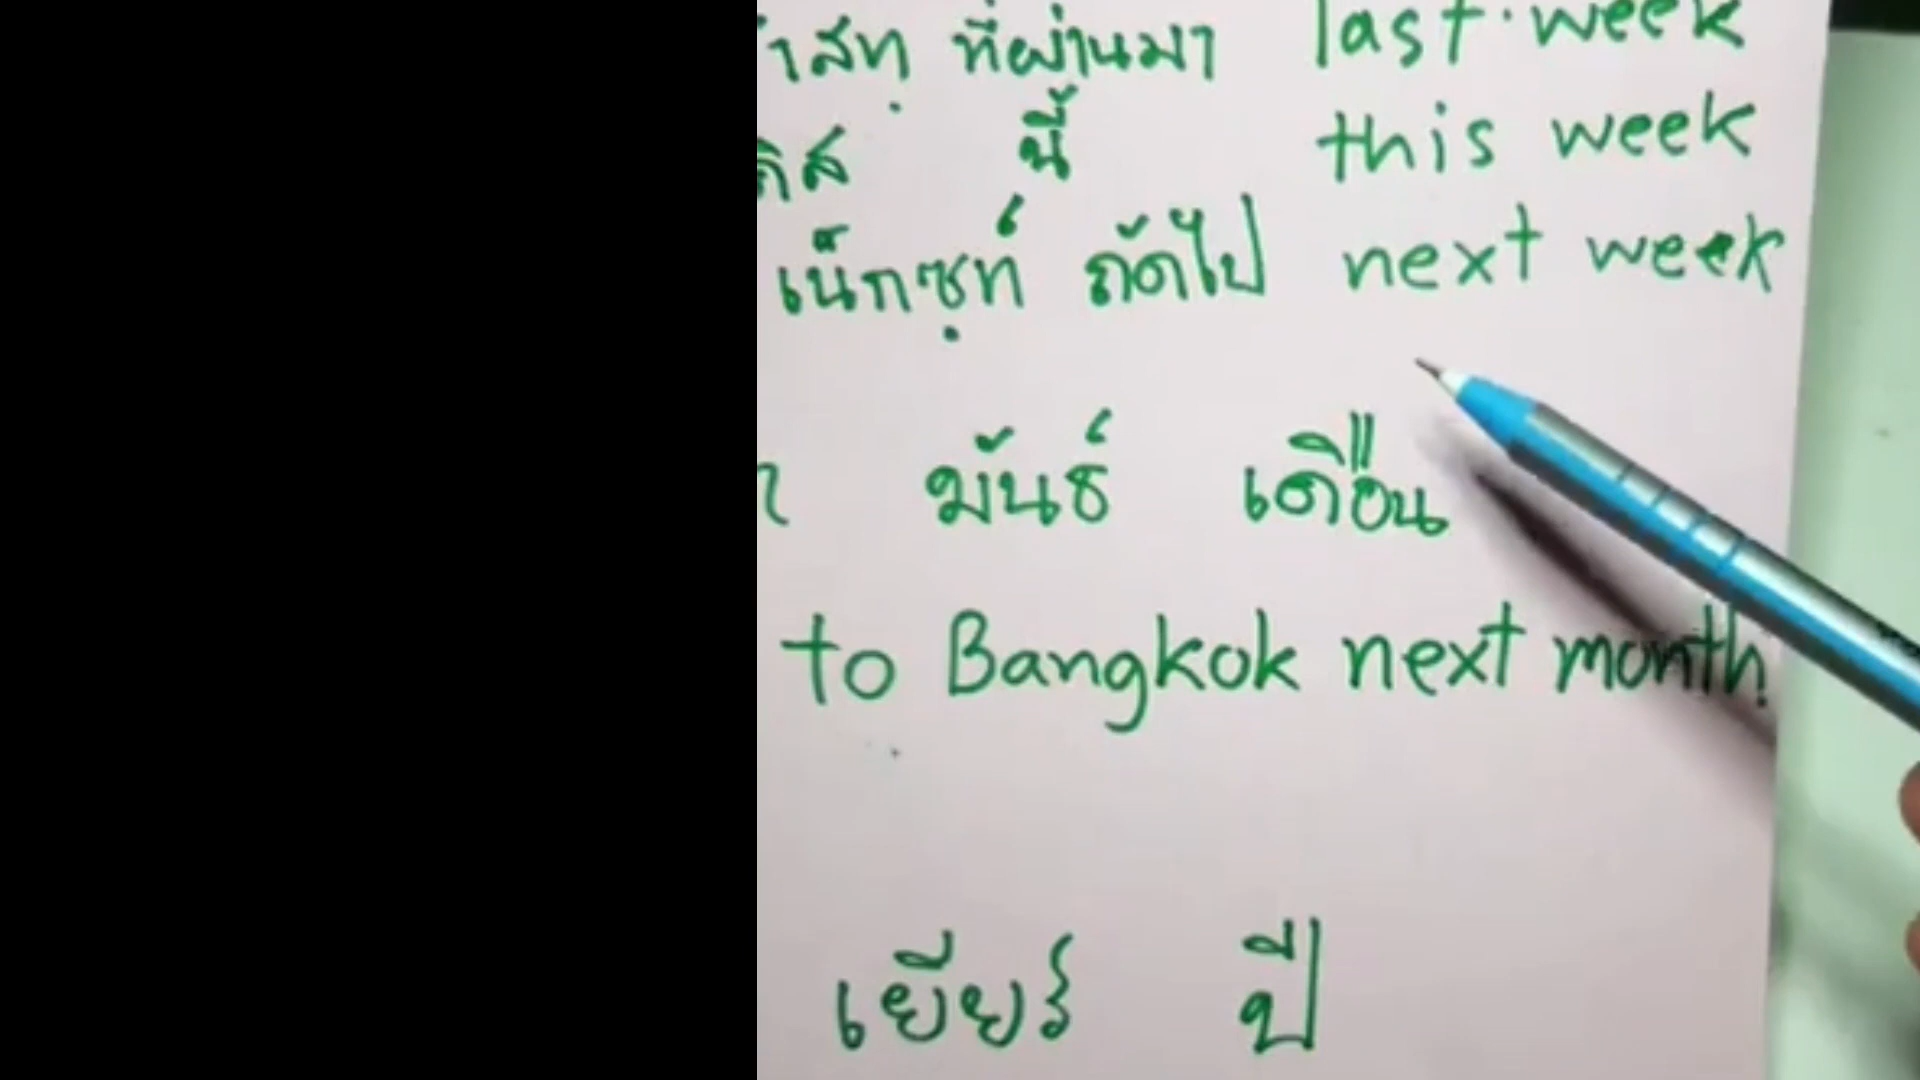 ที่ผ่านมา last week
นี้ this week
เน็กซฺท์ ถัดไป next week
มันธ์ เดือน
to Bangkok next month
เยียร์ ปี